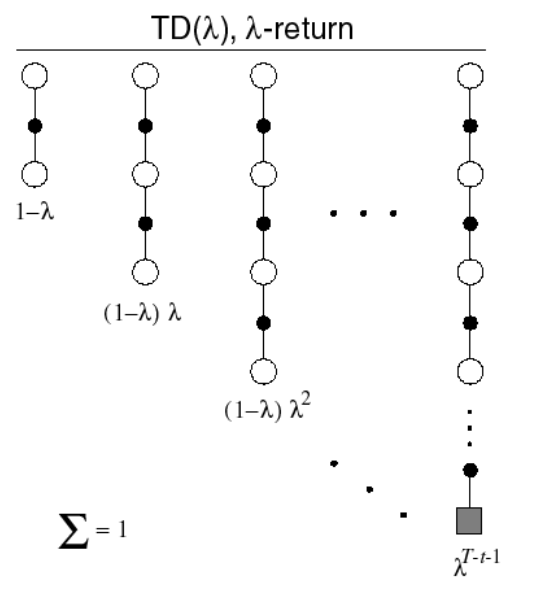 TD(λ), λ-return
1–λ
(1–λ) λ
(1–λ) λ²
Σ = 1
λ^{T-t-1}